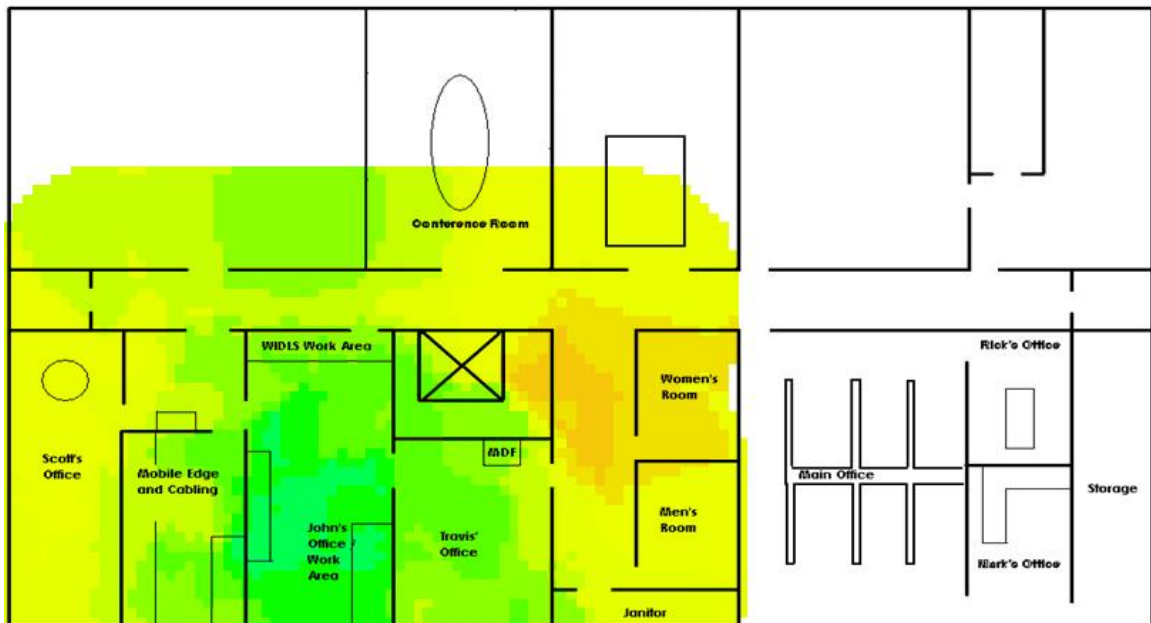 Conference Room
WIDLS Work Area
Rick's Office
Women's
Room
Scott's
Office
Mobile Edge
and Cabling
MDF
Main Office
Storage
John's
Office /
Work
Area
Travis'
Office
Men's
Room
Mark's Office
Janitor